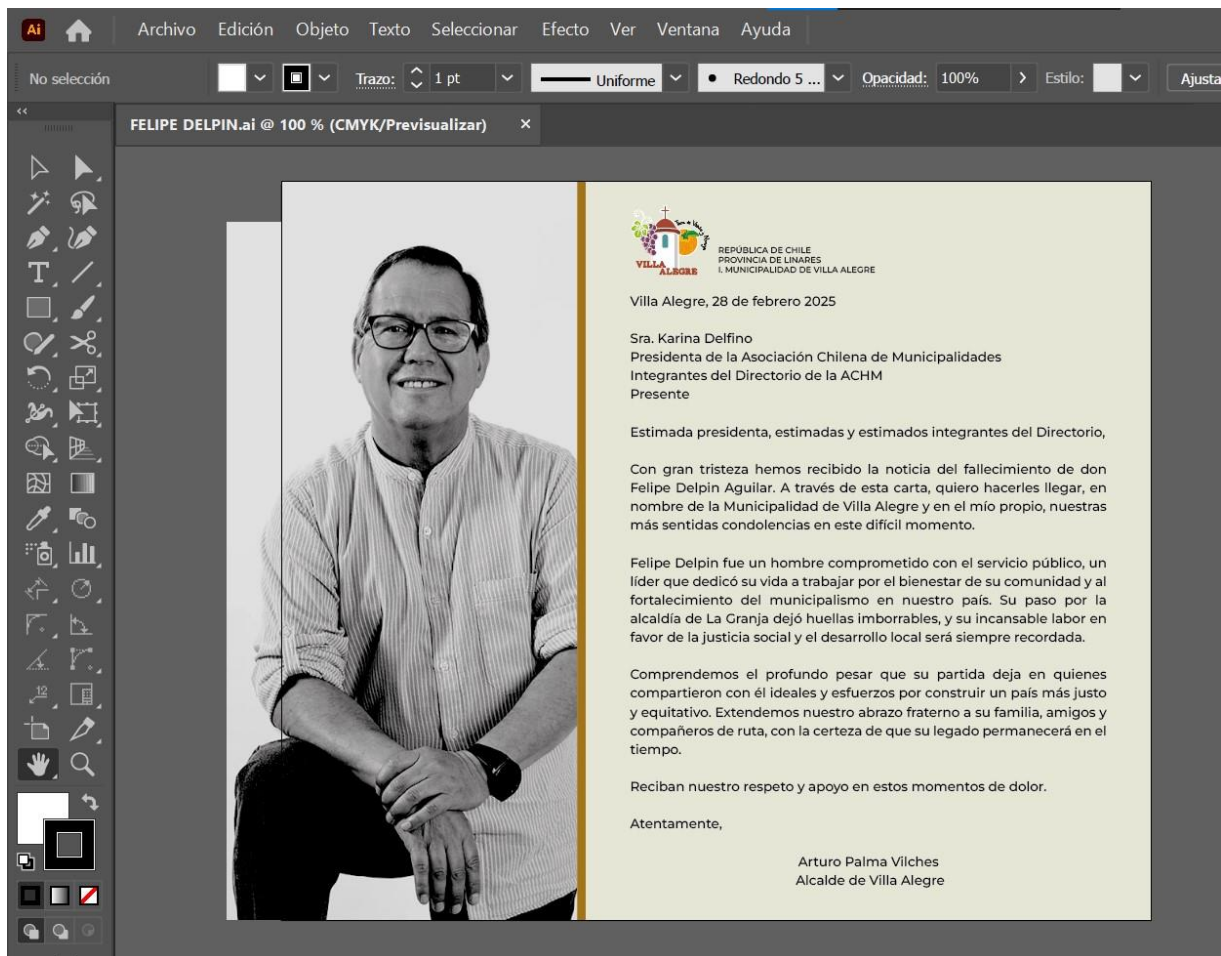 Ai Archivo Edición Objeto Texto Seleccionar Efecto Ver Ventana Ayuda
No selección Trazo: 1 pt Uniforme Redondo 5 ... Opacidad: 100% Estilo: Ajusta
FELIPE DELPIN.ai @ 100 % (CMYK/Previsualizar) ×
VILLA
ALEGRE
REPÚBLICA DE CHILE
PROVINCIA DE LINARES
I. MUNICIPALIDAD DE VILLA ALEGRE
Villa Alegre, 28 de febrero 2025
Sra. Karina Delfino
Presidenta de la Asociación Chilena de Municipalidades
Integrantes del Directorio de la ACHM
Presente
Estimada presidenta, estimadas y estimados integrantes del Directorio,
Con gran tristeza hemos recibido la noticia del fallecimiento de don
Felipe Delpin Aguilar. A través de esta carta, quiero hacerles llegar, en
nombre de la Municipalidad de Villa Alegre y en el mío propio, nuestras
más sentidas condolencias en este difícil momento.
Felipe Delpin fue un hombre comprometido con el servicio público, un
líder que dedicó su vida a trabajar por el bienestar de su comunidad y al
fortalecimiento del municipalismo en nuestro país. Su paso por la
alcaldía de La Granja dejó huellas imborrables, y su incansable labor en
favor de la justicia social y el desarrollo local será siempre recordada.
Comprendemos el profundo pesar que su partida deja en quienes
compartieron con él ideales y esfuerzos por construir un país más justo
y equitativo. Extendemos nuestro abrazo fraterno a su familia, amigos y
compañeros de ruta, con la certeza de que su legado permanecerá en el
tiempo.
Reciban nuestro respeto y apoyo en estos momentos de dolor.
Atentamente,
Arturo Palma Vilches
Alcalde de Villa Alegre